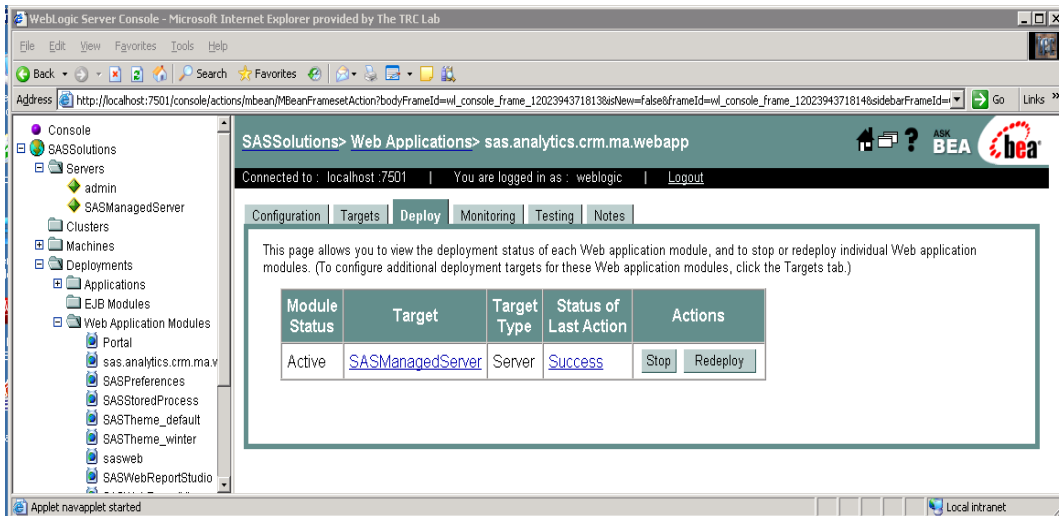 WebLogic Server Console - Microsoft Internet Explorer provided by The TRC Lab
File Edit View Favorites Tools Help
Back Search Favorites
Address http://localhost:7501/console/actions/mbean/MBeanFramesetAction?bodyFrameId=wl_console_frame_1202394371813&isNew=false&frameId=wl_console_frame_1202394371814&sidebarFrameId= Go Links »
Console
SASSolutions
Servers
admin
SASManagedServer
Clusters
Machines
Deployments
Applications
EJB Modules
Web Application Modules
Portal
sas.analytics.crm.ma.v
SASPreferences
SASStoredProcess
SASTheme_default
SASTheme_winter
sasweb
SASWebReportStudio
SASSolutions> Web Applications> sas.analytics.crm.ma.webapp
? ASK BEA bea
Connected to : localhost :7501 | You are logged in as : weblogic | Logout
Configuration Targets Deploy Monitoring Testing Notes
This page allows you to view the deployment status of each Web application module, and to stop or redeploy individual Web application
modules. (To configure additional deployment targets for these Web application modules, click the Targets tab.)
Module Status Target Target Type Status of Last Action Actions
Active SASManagedServer Server Success Stop Redeploy
Applet navapplet started Local intranet